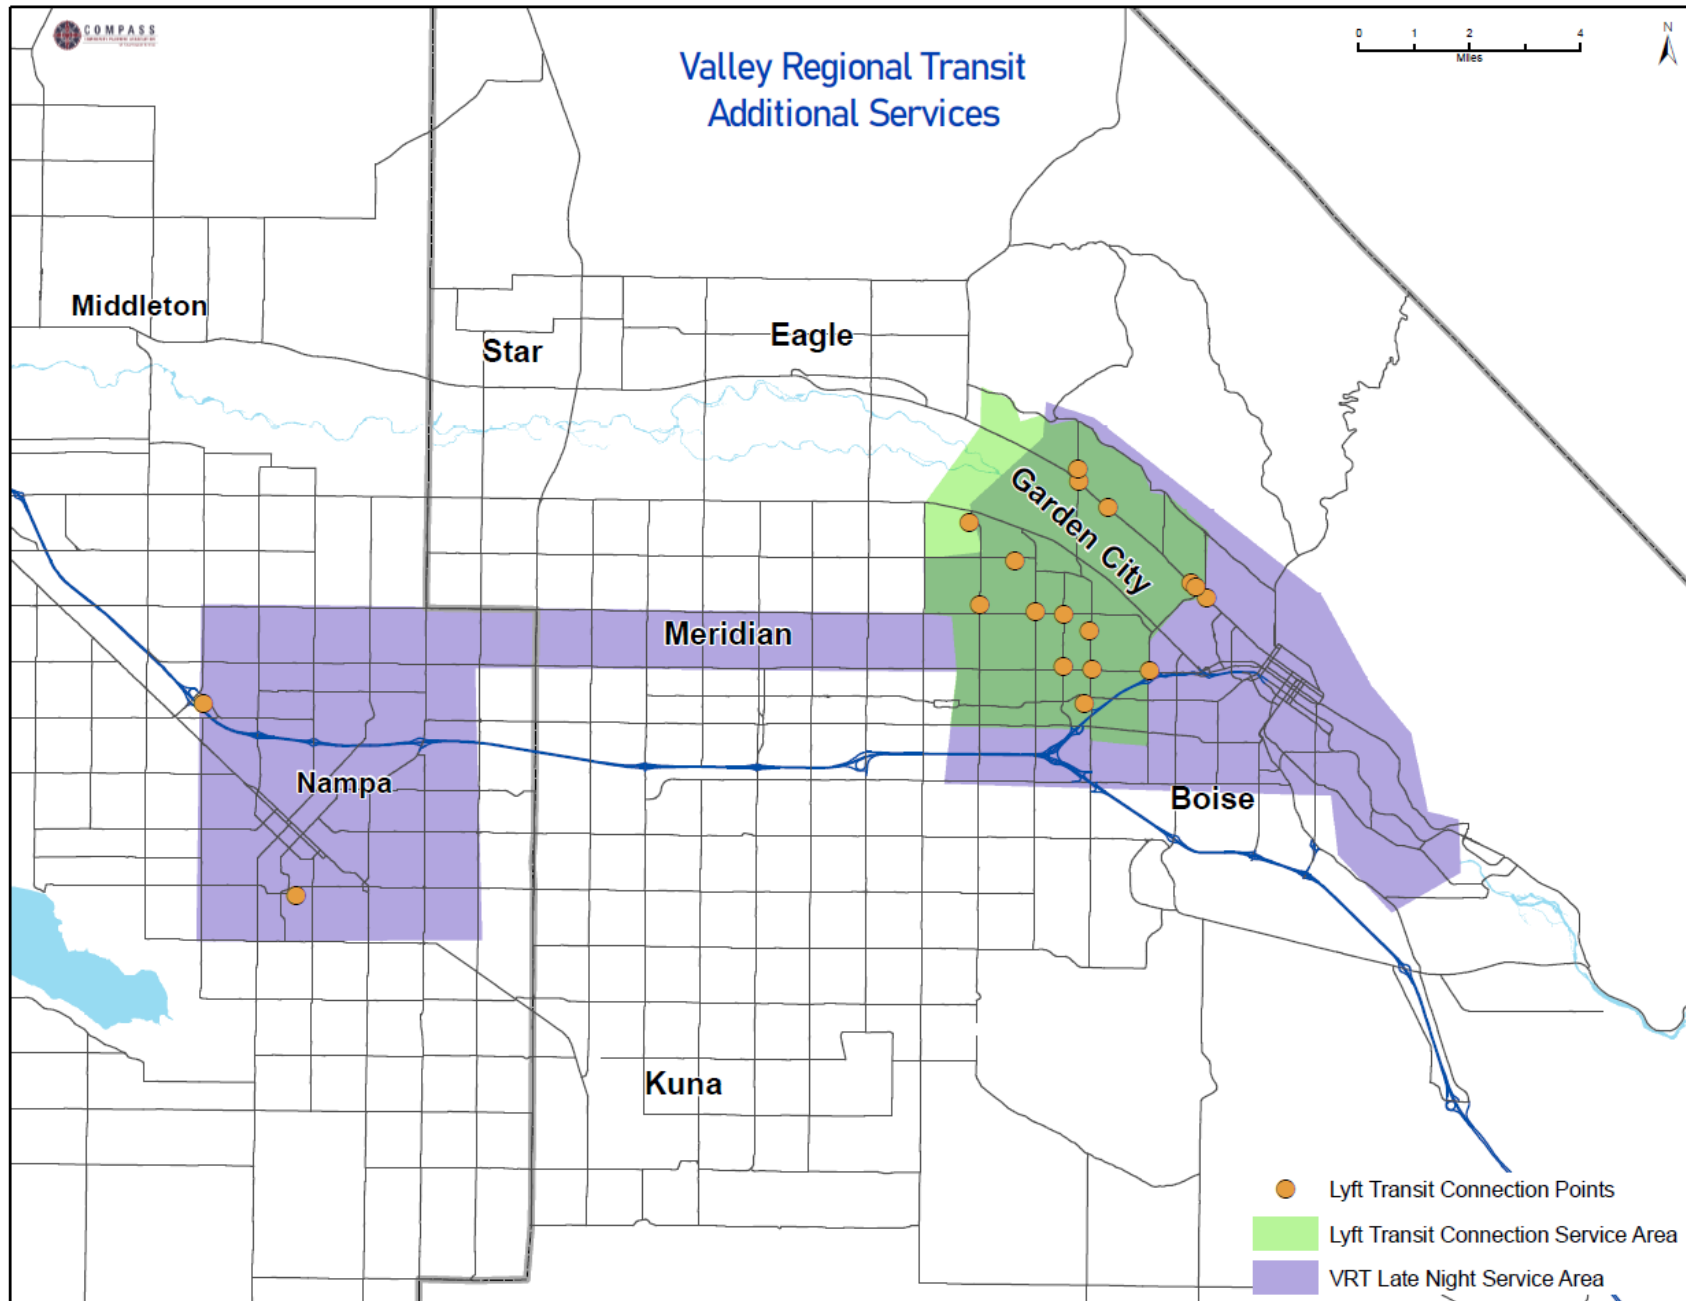 COMPASS
Valley Regional Transit
Additional Services
0 1 2 4
Miles
N
Middleton
Star
Eagle
Garden City
Meridian
Nampa
Boise
Kuna
Lyft Transit Connection Points
Lyft Transit Connection Service Area
VRT Late Night Service Area